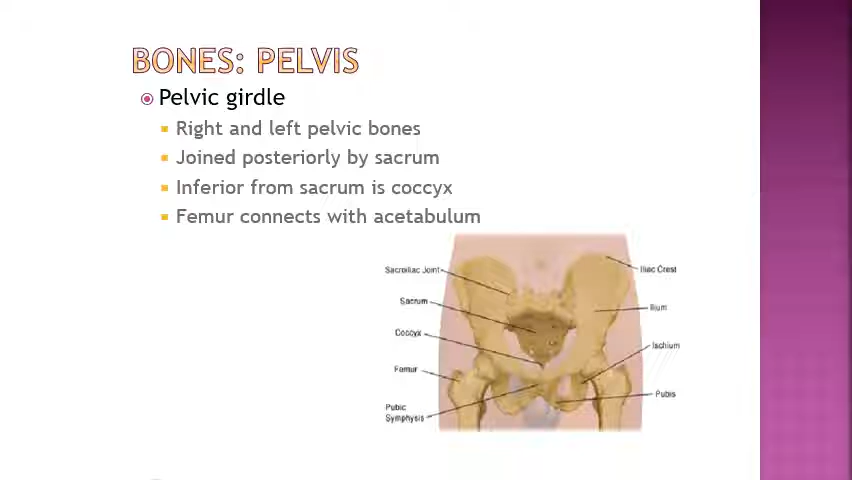 BONES: PELVIS
Pelvic girdle
Right and left pelvic bones
Joined posteriorly by sacrum
Inferior from sacrum is coccyx
Femur connects with acetabulum
Sacroiliac Joint
Sacrum
Coccyx
Femur
Pubic
Symphysis
Iliac Crest
Ilium
Ischium
Pubis